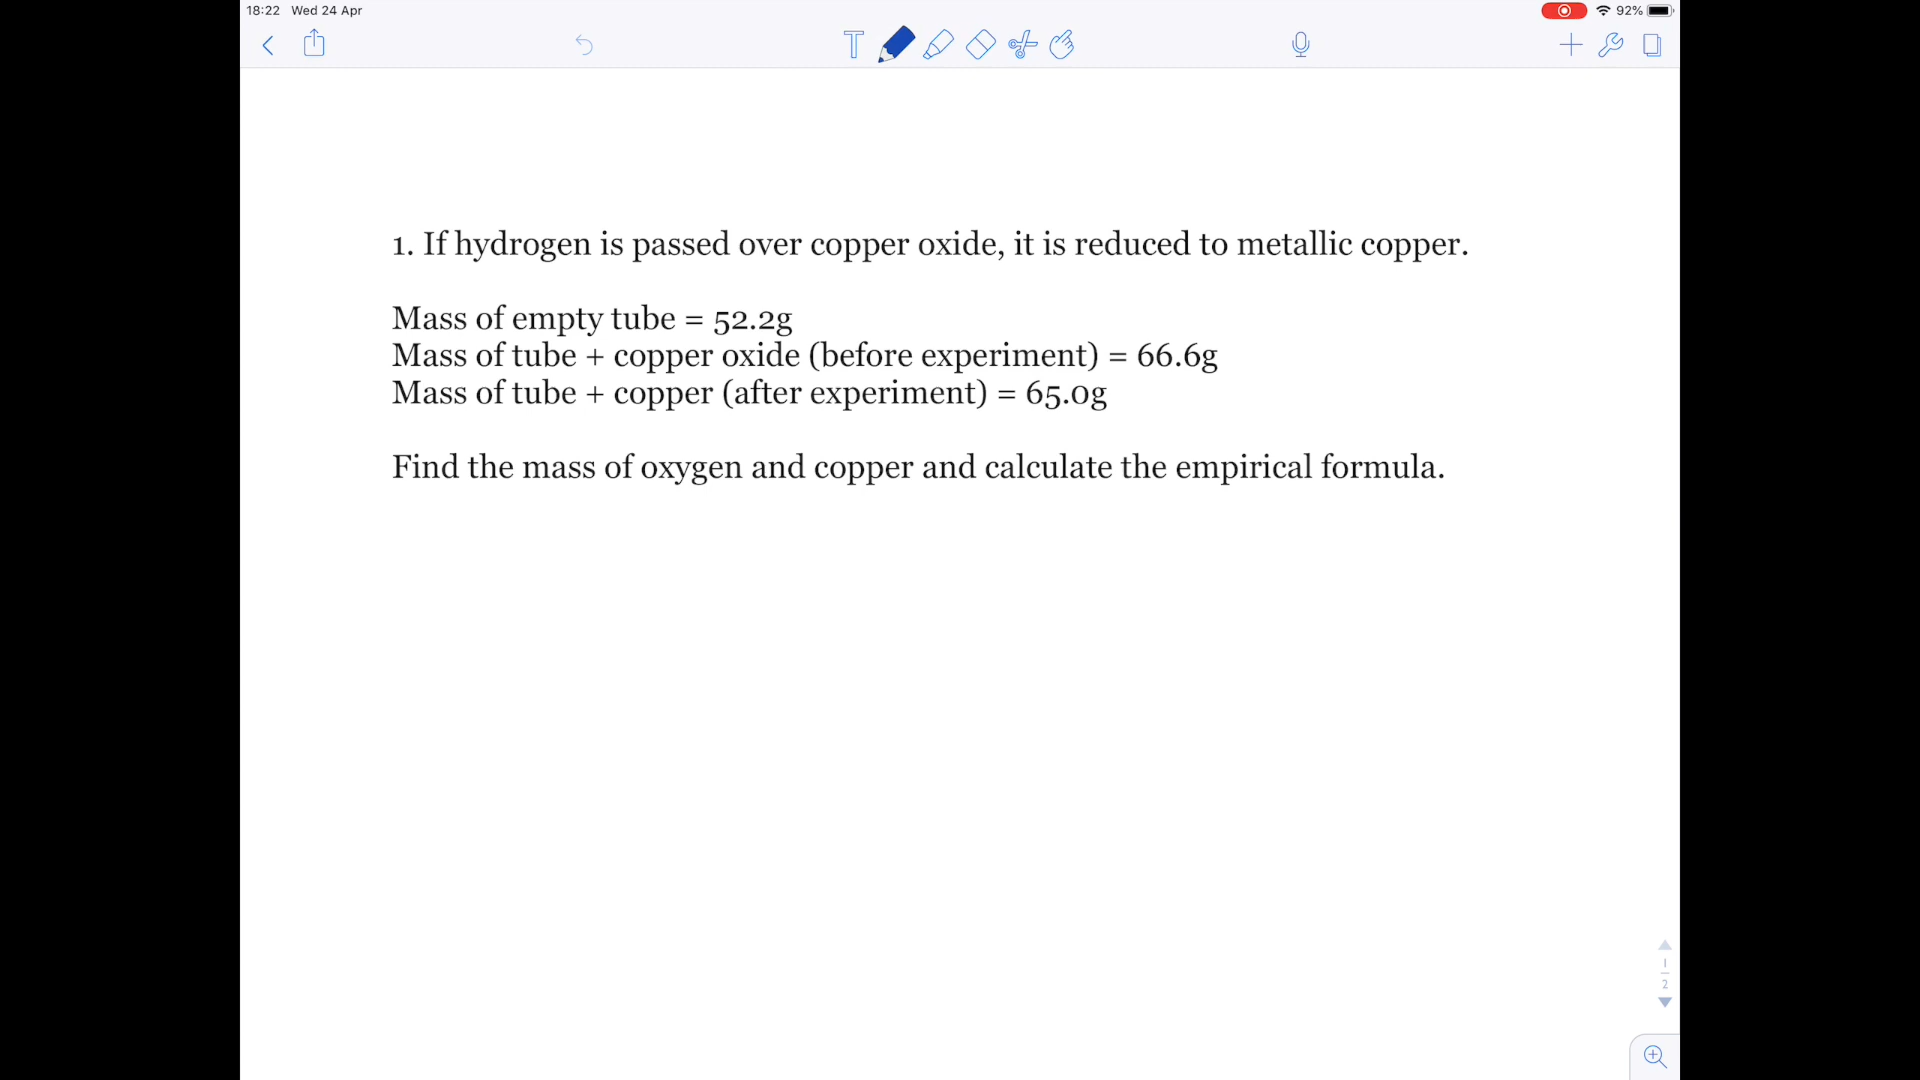 18:22 Wed 24 Apr
92%
T
1. If hydrogen is passed over copper oxide, it is reduced to metallic copper.
Mass of empty tube = 52.2g
Mass of tube + copper oxide (before experiment) = 66.6g
Mass of tube + copper (after experiment) = 65.0g
Find the mass of oxygen and copper and calculate the empirical formula.
1
2